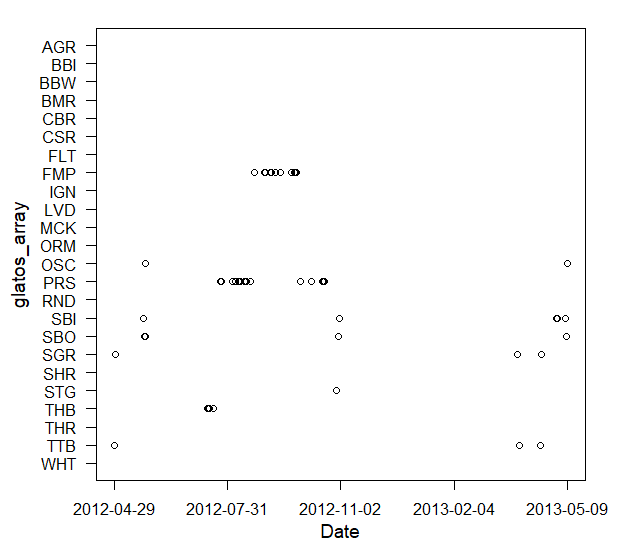 AGR
BBI
BBW
BMR
CBR
CSR
FLT
FMP
IGN
LVD
MCK
ORM
OSC
PRS
RND
SBI
SBO
SGR
SHR
STG
THB
THR
TTB
WHT
glatos_array
2012-04-29 2012-07-31 2012-11-02 2013-02-04 2013-05-09
Date